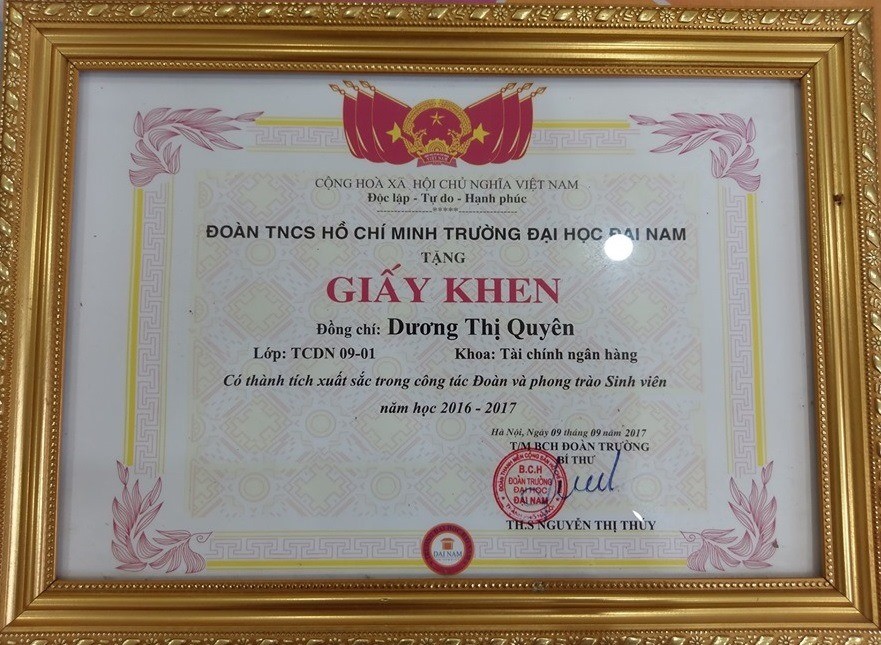 VIỆT NAM
CỘNG HOÀ XÃ HỘI CHỦ NGHĨA VIỆT NAM
Độc lập - Tự do - Hạnh phúc
----------------*****----------------
ĐOÀN TNCS HỒ CHÍ MINH TRƯỜNG ĐẠI HỌC ĐẠI NAM
TẶNG
GIẤY KHEN
Đồng chí: Dương Thị Quyên
Lớp: TCDN 09-01 Khoa: Tài chính ngân hàng
Có thành tích xuất sắc trong công tác Đoàn và phong trào Sinh viên
năm học 2016 - 2017
Hà Nội, Ngày 09 tháng 09 năm 2017
T/M BCH ĐOÀN TRƯỜNG
BÍ THƯ
B.C.H
ĐOÀN TRƯỜNG
ĐẠI HỌC
ĐẠI NAM
TH.S NGUYỄN THỊ THỦY
ĐẠI NAM